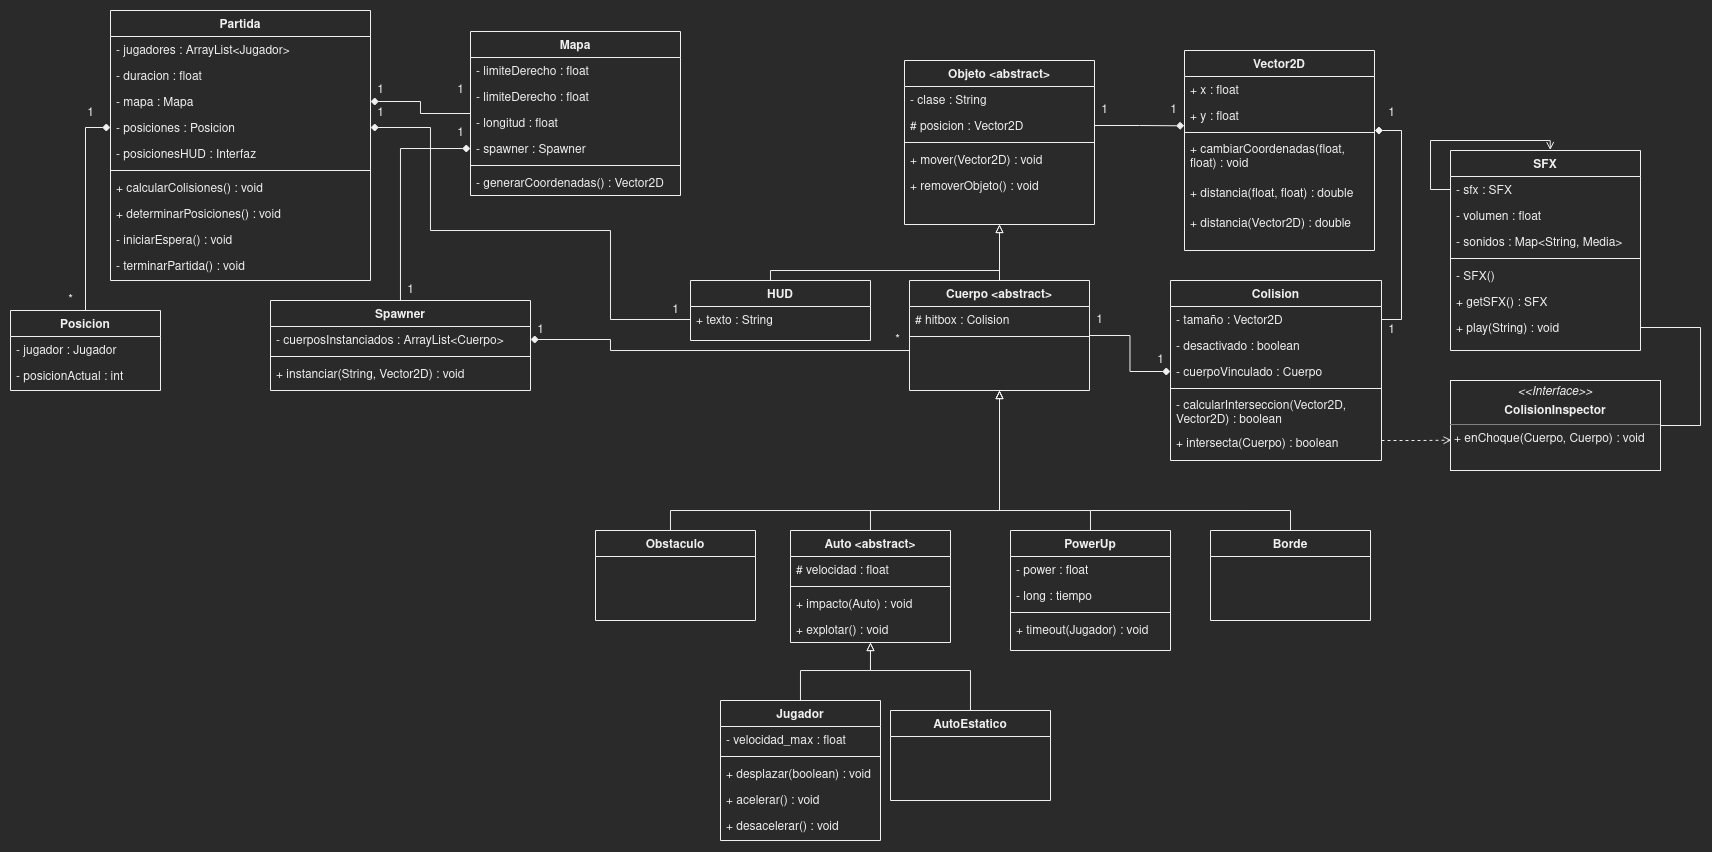 Partida
- jugadores : ArrayList<Jugador>
- duracion : float
- mapa : Mapa
- posiciones : Posicion
- posicionesHUD : Interfaz
+ calcularColisiones() : void
+ determinarPosiciones() : void
- iniciarEspera() : void
- terminarPartida() : void
1
1
1
1
*
Mapa
- limiteDerecho : float
- limiteDerecho : float
- longitud : float
- spawner : Spawner
- generarCoordenadas() : Vector2D
1
1
Posicion
- jugador : Jugador
- posicionActual : int
Spawner
- cuerposInstanciados : ArrayList<Cuerpo>
+ instanciar(String, Vector2D) : void
1
*
Objeto <abstract>
- clase : String
# posicion : Vector2D
+ mover(Vector2D) : void
+ removerObjeto() : void
1
1
Vector2D
+ x : float
+ y : float
+ cambiarCoordenadas(float,
float) : void
+ distancia(float, float) : double
+ distancia(Vector2D) : double
1
1
HUD
+ texto : String
1
Cuerpo <abstract>
# hitbox : Colision
1
1
Colision
- tamaño : Vector2D
- desactivado : boolean
- cuerpoVinculado : Cuerpo
- calcularInterseccion(Vector2D,
Vector2D) : boolean
+ intersecta(Cuerpo) : boolean
SFX
- sfx : SFX
- volumen : float
- sonidos : Map<String, Media>
- SFX()
+ getSFX() : SFX
+ play(String) : void
<<Interface>>
ColisionInspector
+ enChoque(Cuerpo, Cuerpo) : void
Obstaculo
Auto <abstract>
# velocidad : float
+ impacto(Auto) : void
+ explotar() : void
PowerUp
- power : float
- long : tiempo
+ timeout(Jugador) : void
Borde
Jugador
- velocidad_max : float
+ desplazar(boolean) : void
+ acelerar() : void
+ desacelerar() : void
AutoEstatico